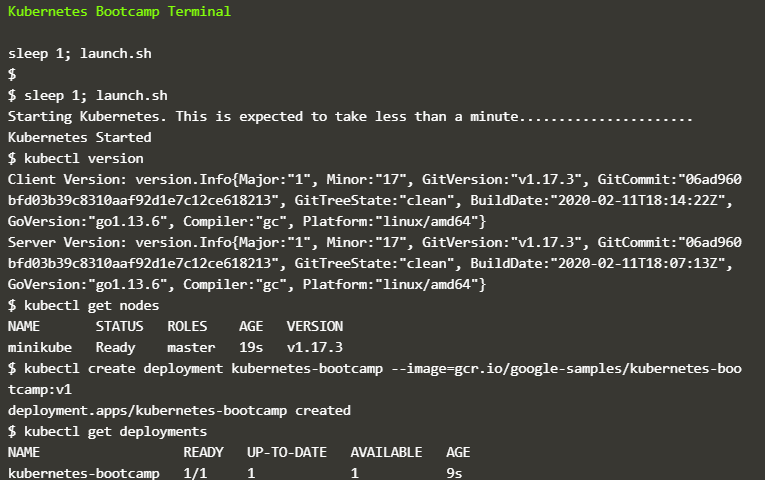 Kubernetes Bootcamp Terminal
sleep 1; launch.sh
$
$ sleep 1; launch.sh
Starting Kubernetes. This is expected to take less than a minute......................
Kubernetes Started
$ kubectl version
Client Version: version.Info{Major:"1", Minor:"17", GitVersion:"v1.17.3", GitCommit:"06ad960
bfd03b39c8310aaf92d1e7c12ce618213", GitTreeState:"clean", BuildDate:"2020-02-11T18:14:22Z",
GoVersion:"go1.13.6", Compiler:"gc", Platform:"linux/amd64"}
Server Version: version.Info{Major:"1", Minor:"17", GitVersion:"v1.17.3", GitCommit:"06ad960
bfd03b39c8310aaf92d1e7c12ce618213", GitTreeState:"clean", BuildDate:"2020-02-11T18:07:13Z",
GoVersion:"go1.13.6", Compiler:"gc", Platform:"linux/amd64"}
$ kubectl get nodes
NAME       STATUS   ROLES    AGE   VERSION
minikube   Ready    master   19s   v1.17.3
$ kubectl create deployment kubernetes-bootcamp --image=gcr.io/google-samples/kubernetes-boo
tcamp:v1
deployment.apps/kubernetes-bootcamp created
$ kubectl get deployments
NAME                  READY   UP-TO-DATE   AVAILABLE   AGE
kubernetes-bootcamp   1/1     1            1           9s